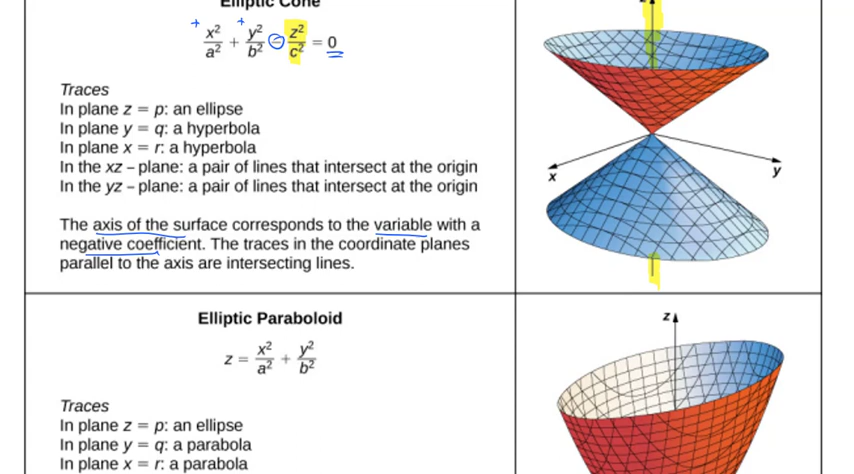 Elliptic Cone
+ x²/a² + y²/b² − z²/c² = 0
+
z
Traces
In plane z = p: an ellipse
In plane y = q: a hyperbola
In plane x = r: a hyperbola
In the xz – plane: a pair of lines that intersect at the origin
In the yz – plane: a pair of lines that intersect at the origin
The axis of the surface corresponds to the variable with a
negative coefficient. The traces in the coordinate planes
parallel to the axis are intersecting lines.
x
y
Elliptic Paraboloid
z = x²/a² + y²/b²
z
Traces
In plane z = p: an ellipse
In plane y = q: a parabola
In plane x = r: a parabola